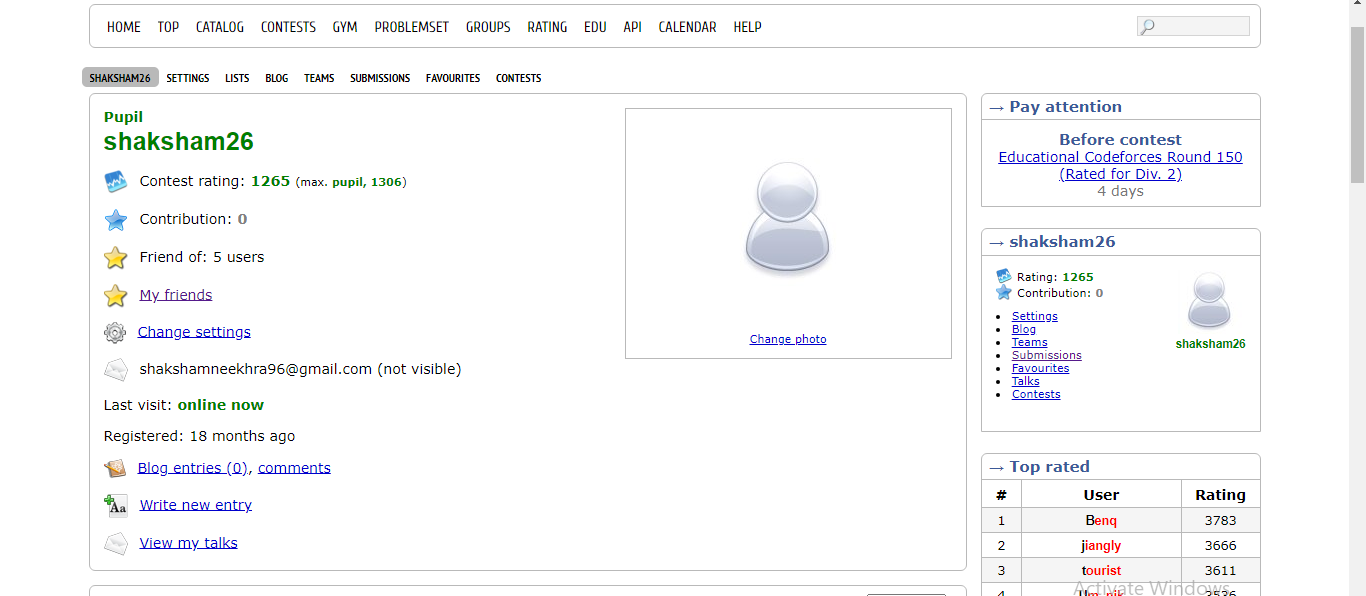 HOME TOP CATALOG CONTESTS GYM PROBLEMSET GROUPS RATING EDU API CALENDAR HELP
SHAKSHAM26 SETTINGS LISTS BLOG TEAMS SUBMISSIONS FAVOURITES CONTESTS
Pupil
shaksham26
Contest rating: 1265 (max. pupil, 1306)
Contribution: 0
Friend of: 5 users
My friends
Change settings
shakshamneekhra96@gmail.com (not visible)
Last visit: online now
Registered: 18 months ago
Blog entries (0), comments
Write new entry
View my talks
Change photo
→ Pay attention
Before contest
Educational Codeforces Round 150
(Rated for Div. 2)
4 days
→ shaksham26
Rating: 1265
Contribution: 0
Settings
Blog
Teams
Submissions
Favourites
Talks
Contests
shaksham26
→ Top rated
# User Rating
1 Benq 3783
2 jiangly 3666
3 tourist 3611
Activate Windows